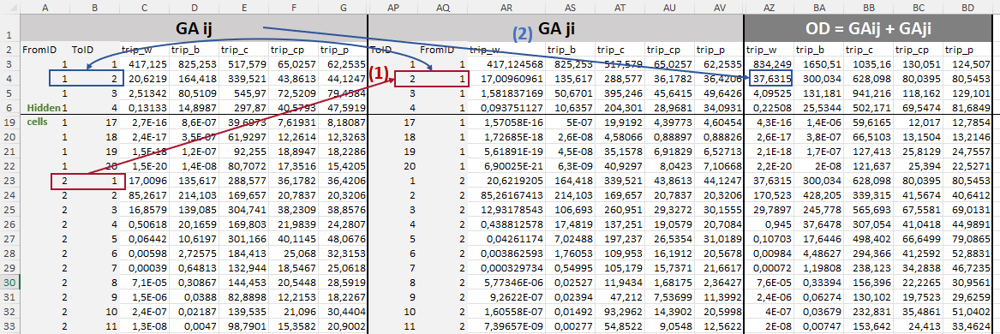 A B C D E F G AP AQ AR AS AT AU AV AZ BA BB BC BD
1 GA ij GA ji OD = GAij + GAji
(2)
2 FromID ToID trip_w trip_b trip_c trip_cp trip_p ToID FromID trip_w trip_b trip_c trip_cp trip_p trip_w trip_b trip_c trip_cp trip_p
3 1 1 417,125 825,253 517,579 65,0257 62,2535 1 1 417,124568 825,253 517,579 65,0257 62,2535 834,249 1650,51 1035,16 130,051 124,507
(1)
4 1 2 20,6219 164,418 339,521 43,8613 44,1247 2 1 17,00960961 135,617 288,577 36,1782 36,4206 37,6315 300,034 628,098 80,0395 80,5453
5 1 3 2,51342 80,5109 545,97 72,5209 79,4584 3 1 1,581837169 50,6701 395,246 45,6415 49,6426 4,09525 131,181 941,216 118,162 129,101
6 Hidden 1 4 0,13133 14,8987 297,87 40,5793 47,5919 4 1 0,093751127 10,6357 204,301 28,9681 34,0931 0,22508 25,5344 502,171 69,5474 81,6849
19 cells 1 17 2,7E-16 8,6E-07 39,6973 7,61931 8,18087 17 1 1,57058E-16 5E-07 19,9192 4,39773 4,60454 4,3E-16 1,4E-06 59,6165 12,017 12,7854
20 1 18 2,4E-17 3,5E-07 61,9297 12,2614 12,3263 18 1 1,72685E-18 2,6E-08 4,58066 0,88897 0,88826 2,6E-17 3,8E-07 66,5103 13,1504 13,2146
21 1 19 1,5E-18 1,2E-07 92,255 18,8947 18,2286 19 1 5,61891E-19 4,5E-08 35,1578 6,91829 6,52713 2,1E-18 1,7E-07 127,413 25,8129 24,7557
22 1 20 1,5E-20 1,4E-08 80,7072 17,3516 15,4205 20 1 6,90025E-21 6,3E-09 40,9297 8,0423 7,10668 2,2E-20 2E-08 121,637 25,394 22,5271
23 2 1 17,0096 135,617 288,577 36,1782 36,4206 1 2 20,6219205 164,418 339,521 43,8613 44,1247 37,6315 300,034 628,098 80,0395 80,5453
24 2 2 85,2617 214,103 169,657 20,7837 20,3206 2 2 85,26167413 214,103 169,657 20,7837 20,3206 170,523 428,205 339,315 41,5674 40,6412
25 2 3 16,8579 139,085 304,741 38,2309 38,8576 3 2 12,93178543 106,693 260,951 29,3272 30,1555 29,7897 245,778 565,693 67,5581 69,0131
26 2 4 0,50618 20,1659 169,803 21,9839 24,2807 4 2 0,438812578 17,4819 137,251 19,0579 20,7084 0,945 37,6478 307,054 41,0418 44,9891
27 2 5 0,06442 10,6197 301,166 40,1145 48,0676 5 2 0,04261174 7,02488 197,237 26,5354 31,0189 0,10703 17,6446 498,402 66,6499 79,0865
28 2 6 0,00598 2,72575 184,413 25,068 32,3153 6 2 0,003862593 1,76053 109,953 16,1912 20,5678 0,00984 4,48627 294,366 41,2592 52,8831
29 2 7 0,00039 0,64813 132,944 18,5467 25,0618 7 2 0,000329734 0,54995 105,179 15,7371 21,6617 0,00072 1,19808 238,123 34,2838 46,7235
30 2 8 7,1E-05 0,30867 144,453 20,5448 28,5919 8 2 5,77346E-06 0,02527 11,9434 1,68175 2,36427 7,6E-05 0,33394 156,396 22,2265 30,9561
31 2 9 1,5E-06 0,0388 82,8898 12,2153 18,2267 9 2 9,2622E-07 0,02394 47,212 7,53699 11,3992 2,4E-06 0,06274 130,102 19,7523 29,6259
32 2 10 2,4E-07 0,02187 139,535 21,096 30,4404 10 2 1,60558E-07 0,01492 93,2962 14,3902 20,5998 4E-07 0,03679 232,831 35,4861 51,0402
33 2 11 1,3E-08 0,0047 98,7901 15,3582 20,9002 11 2 7,39657E-09 0,00277 54,8522 9,0548 12,5622 2E-08 0,00747 153,642 24,413 33,4624